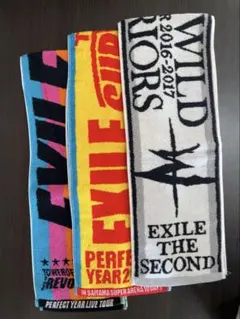 EXILE
TOWER OF
REVO
PERFECT YEAR LIVE TOUR
EXILE
PERFE
YEAR 2
SAITAMA SUPER ARENA
WILD
R 2016-2017
RIORS
EXILE
THE
SECOND